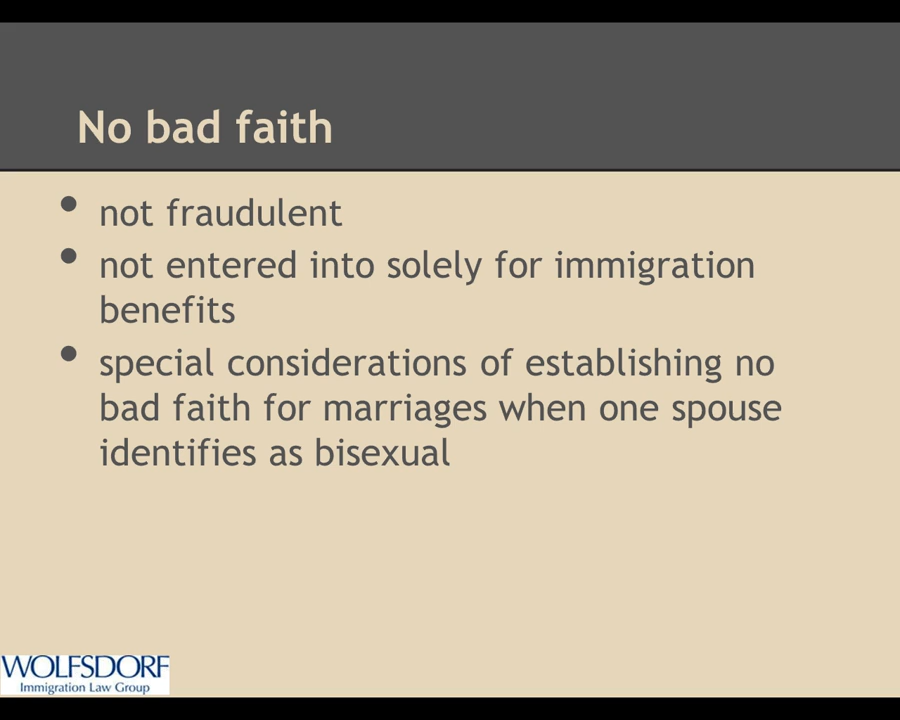 No bad faith
• not fraudulent
• not entered into solely for immigration
benefits
• special considerations of establishing no
bad faith for marriages when one spouse
identifies as bisexual
WOLFSDORF
Immigration Law Group